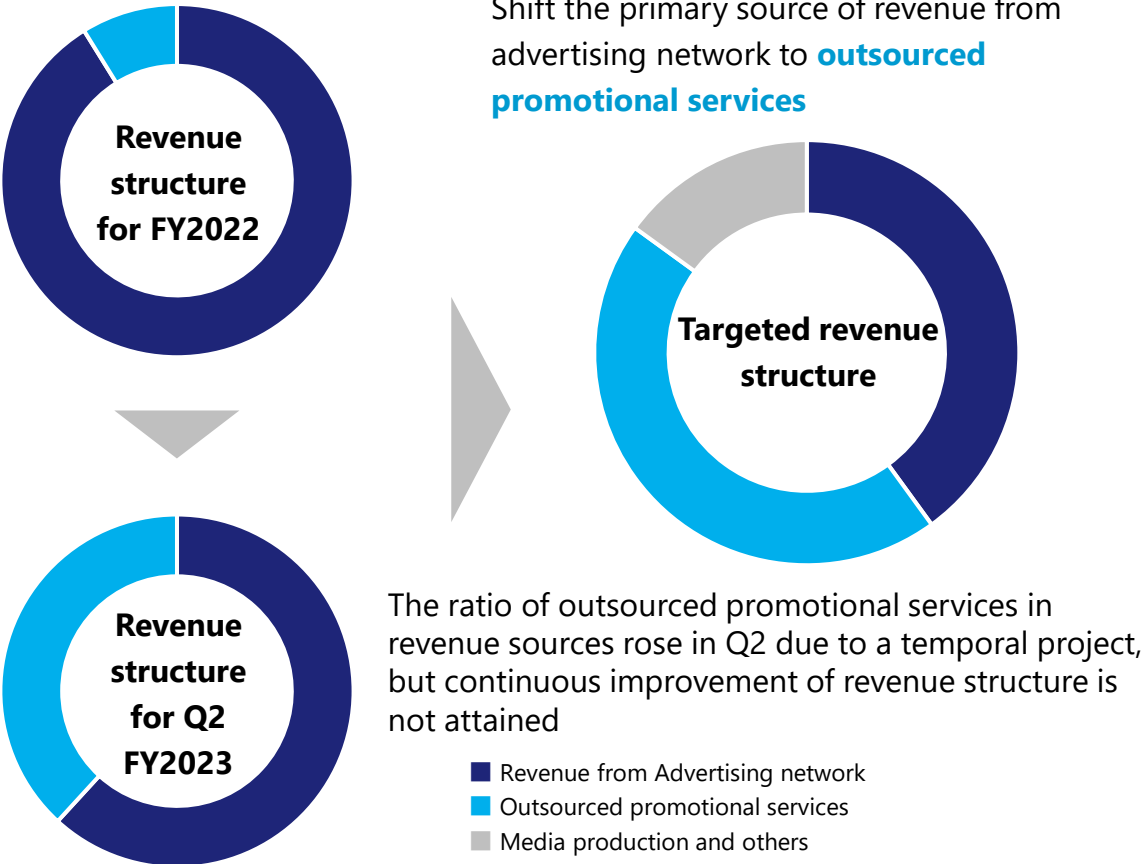 Shift the primary source of revenue from
advertising network to outsourced
promotional services
Revenue
structure
for FY2022
Targeted revenue
structure
Revenue
structure
for Q2
FY2023
The ratio of outsourced promotional services in
revenue sources rose in Q2 due to a temporal project,
but continuous improvement of revenue structure is
not attained
Revenue from Advertising network
Outsourced promotional services
Media production and others